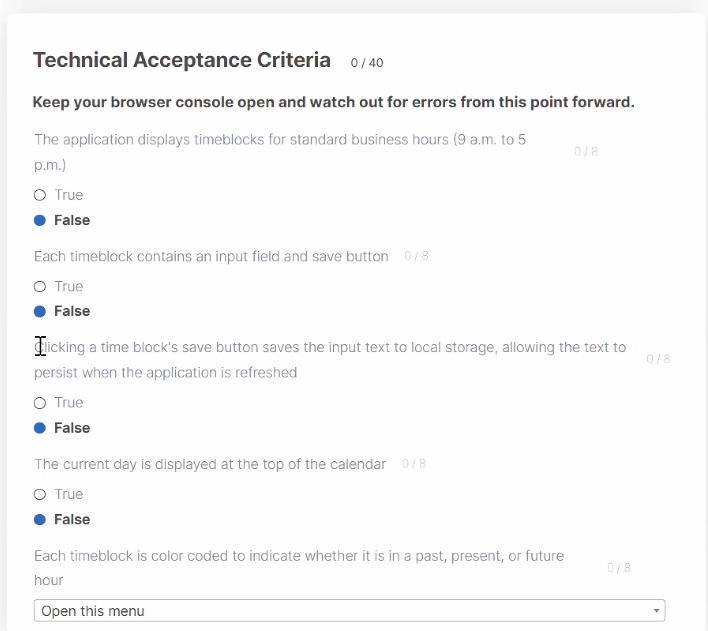 Technical Acceptance Criteria 0 / 40
Keep your browser console open and watch out for errors from this point forward.
The application displays timeblocks for standard business hours (9 a.m. to 5
p.m.)
0 / 8
True
False
Each timeblock contains an input field and save button 0 / 8
True
False
Clicking a time block's save button saves the input text to local storage, allowing the text to
persist when the application is refreshed
0 / 8
True
False
The current day is displayed at the top of the calendar 0 / 8
True
False
Each timeblock is color coded to indicate whether it is in a past, present, or future
hour
0 / 8
Open this menu